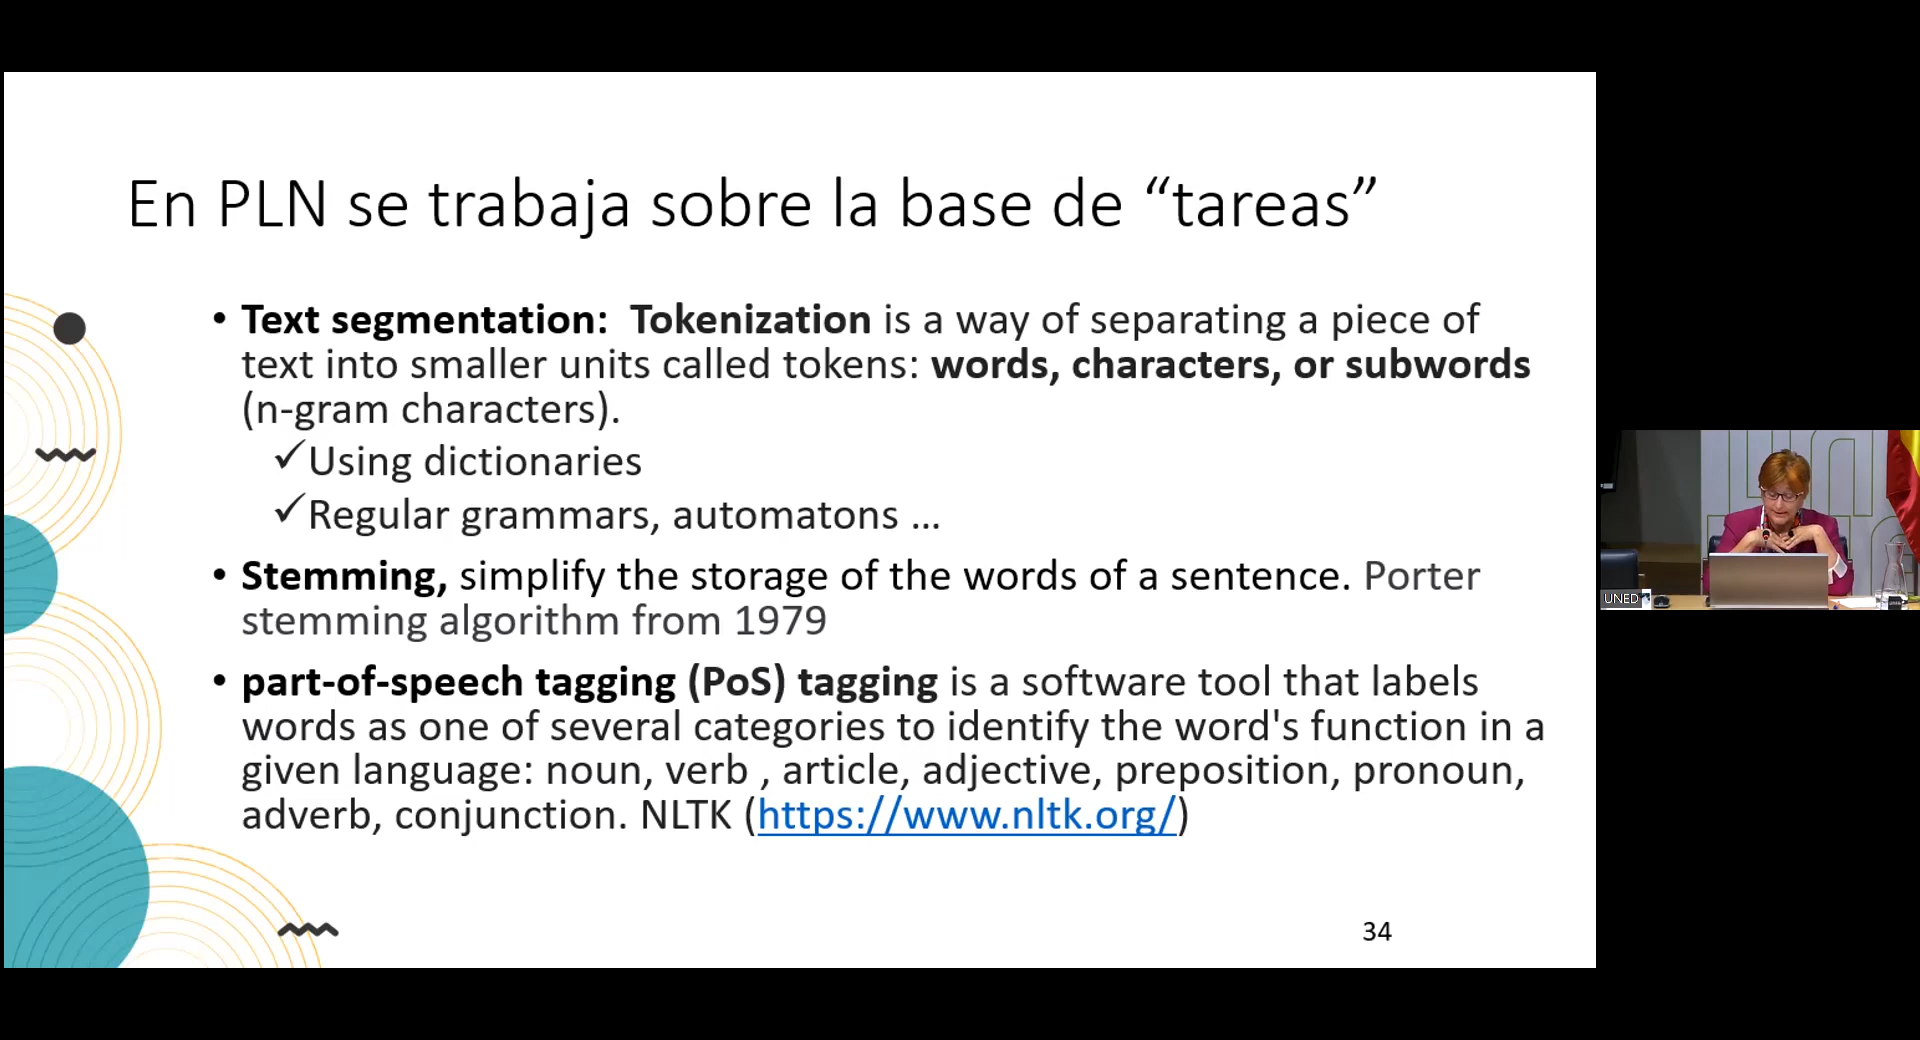 En PLN se trabaja sobre la base de “tareas”
• Text segmentation: Tokenization is a way of separating a piece of
text into smaller units called tokens: words, characters, or subwords
(n-gram characters).
✓Using dictionaries
✓Regular grammars, automatons ...
• Stemming, simplify the storage of the words of a sentence. Porter
stemming algorithm from 1979
• part-of-speech tagging (PoS) tagging is a software tool that labels
words as one of several categories to identify the word's function in a
given language: noun, verb , article, adjective, preposition, pronoun,
adverb, conjunction. NLTK (https://www.nltk.org/)
34
UNED